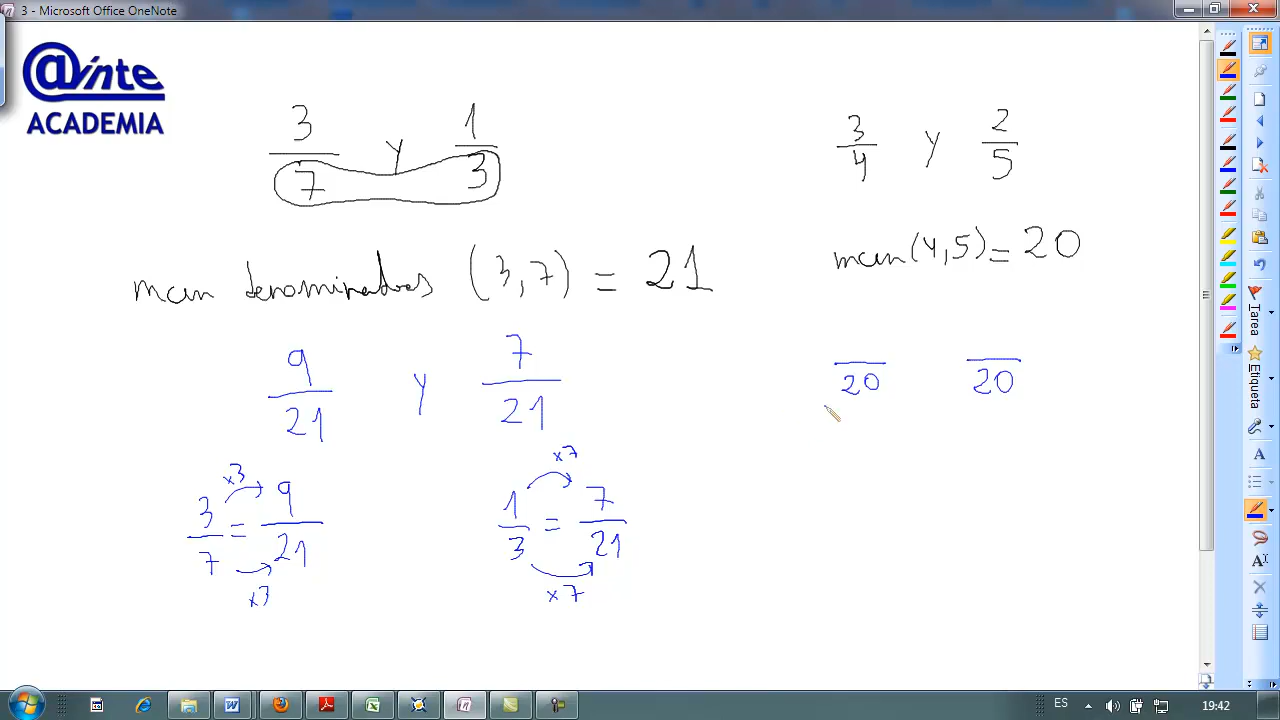 3 - Microsoft Office OneNote
@inte
ACADEMIA
3/7 y 1/3
3/4 y 2/5
mcm denominadores (3,7) = 21
mcm(4,5)=20
9/21 y 7/21
/20 /20
x3
3/7 = 9/21
x3
x7
1/3 = 7/21
x7
Tarea
Etiqueta
A
A
ES
19:42